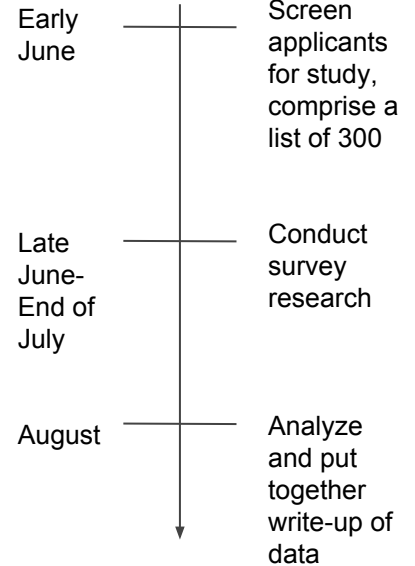 Early
June
Screen
applicants
for study,
comprise a
list of 300
Late
June-
End of
July
Conduct
survey
research
August
Analyze
and put
together
write-up of
data